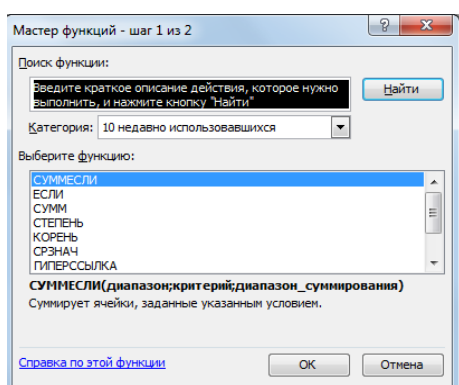 Мастер функций - шаг 1 из 2
Поиск функции:
Введите краткое описание действия, которое нужно
выполнить, и нажмите кнопку "Найти"
Найти
Категория: 10 недавно использовавшихся
Выберите функцию:
СУММЕСЛИ
ЕСЛИ
СУММ
СТЕПЕНЬ
КОРЕНЬ
СРЗНАЧ
ГИПЕРССЫЛКА
СУММЕСЛИ(диапазон;критерий;диапазон_суммирования)
Суммирует ячейки, заданные указанным условием.
Справка по этой функции
ОК
Отмена